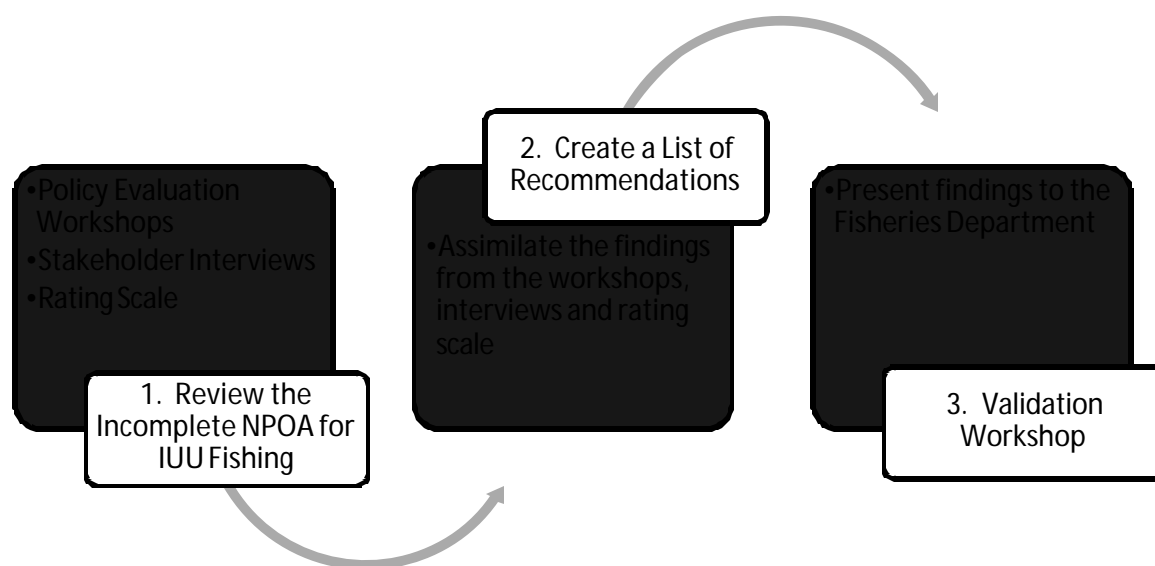 •Policy Evaluation
Workshops
•Stakeholder Interviews
•Rating Scale
1. Review the
Incomplete NPOA for
IUU Fishing
2. Create a List of
Recommendations
•Assimilate the findings
from the workshops,
interviews and rating
scale
•Present findings to the
Fisheries Department
3. Validation
Workshop